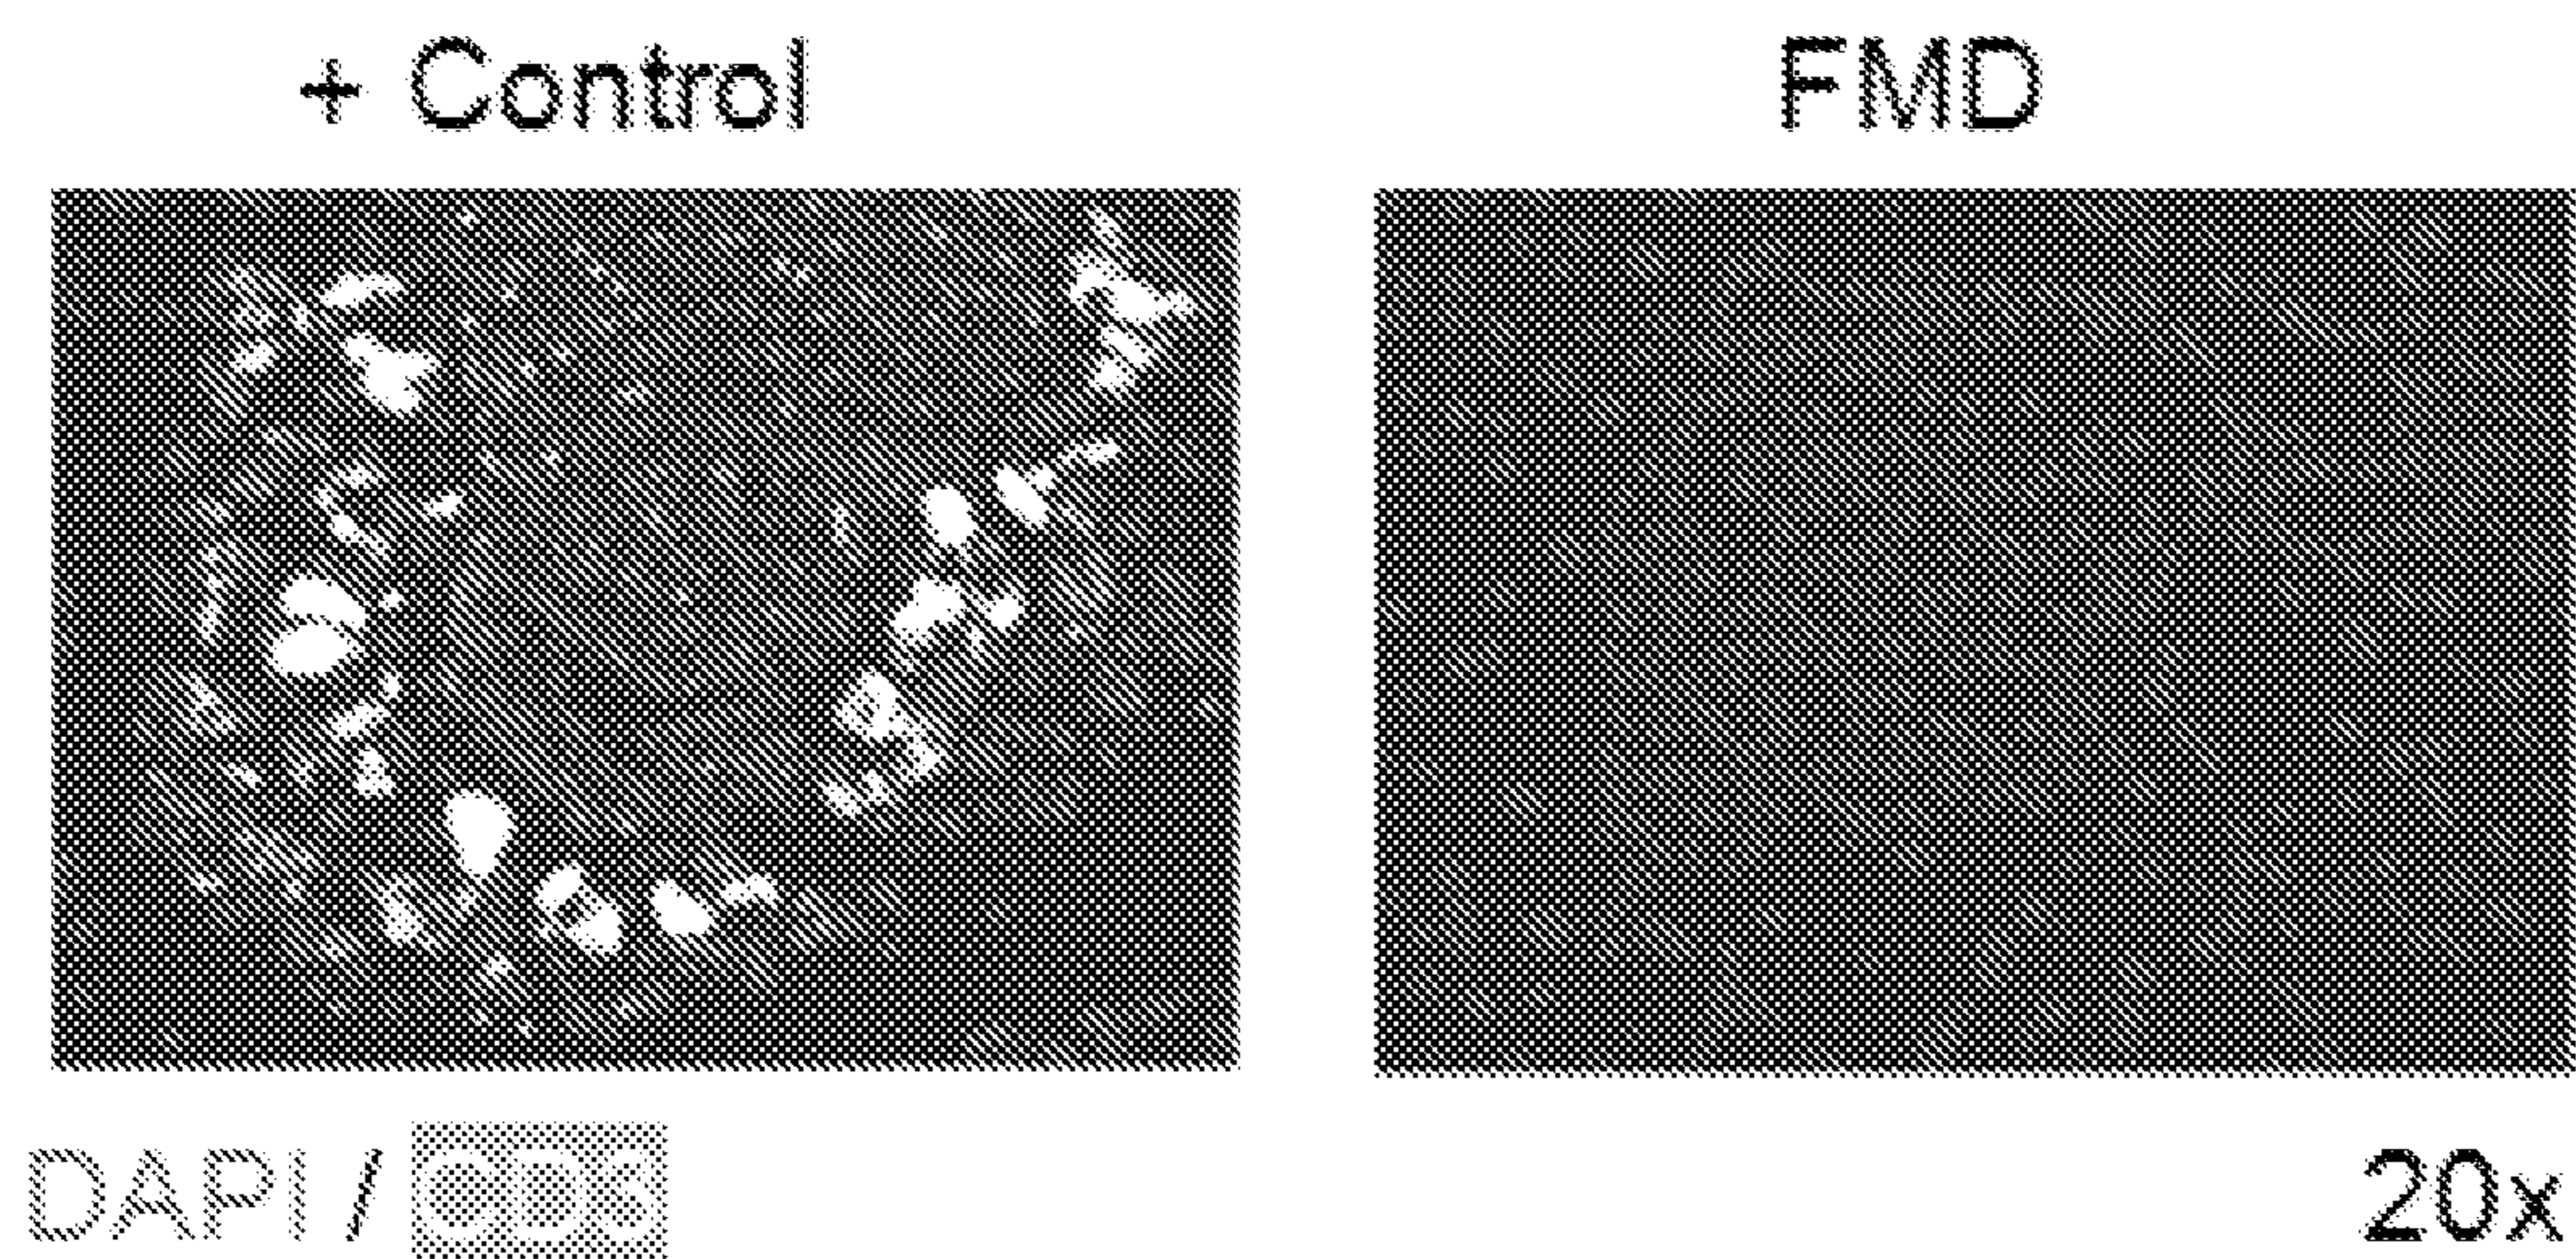 + Control FMD
DAPI / 20x